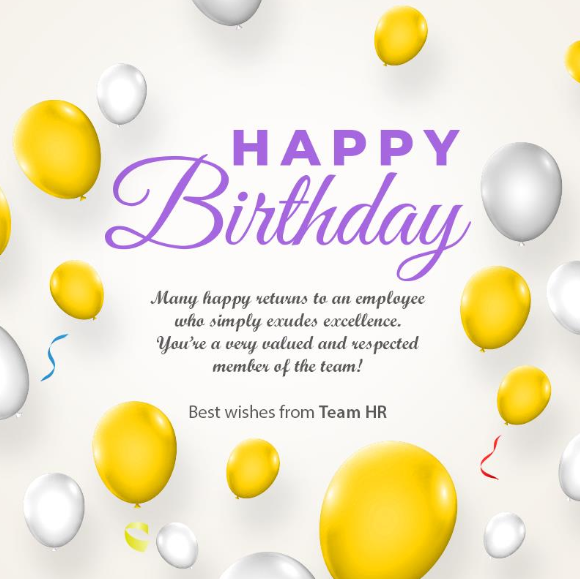 HAPPY
Birthday
Many happy returns to an employee
who simply exudes excellence.
You're a very valued and respected
member of the team!
Best wishes from Team HR